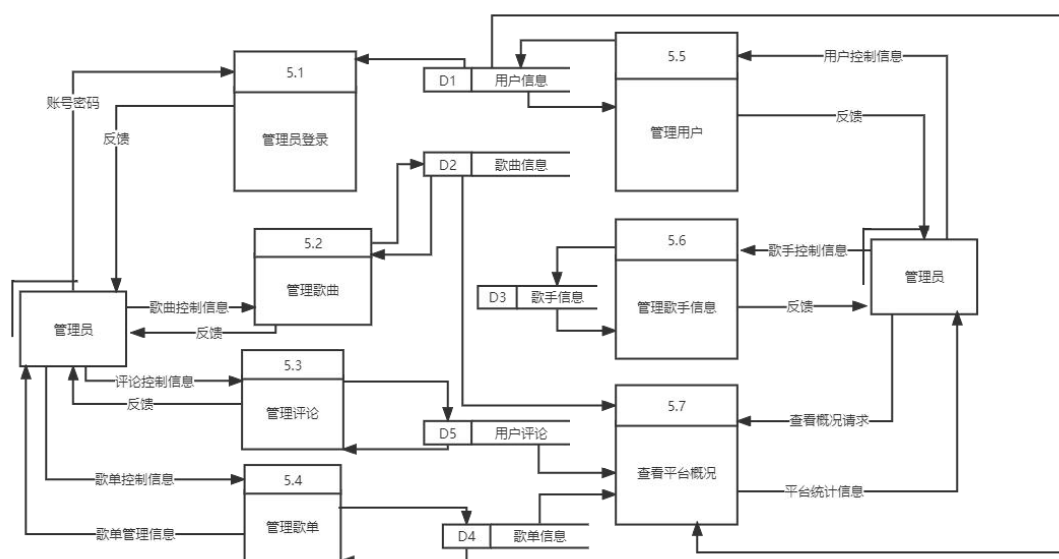 5.1
管理员登录
D1
用户信息
5.5
管理用户
用户控制信息
反馈
账号密码
反馈
D2
歌曲信息
5.2
管理歌曲
歌曲控制信息
反馈
管理员
5.6
管理歌手信息
歌手控制信息
反馈
管理员
D3
歌手信息
5.3
管理评论
评论控制信息
反馈
D5
用户评论
5.7
查看平台概况
查看概况请求
平台统计信息
5.4
管理歌单
歌单控制信息
歌单管理信息
D4
歌单信息